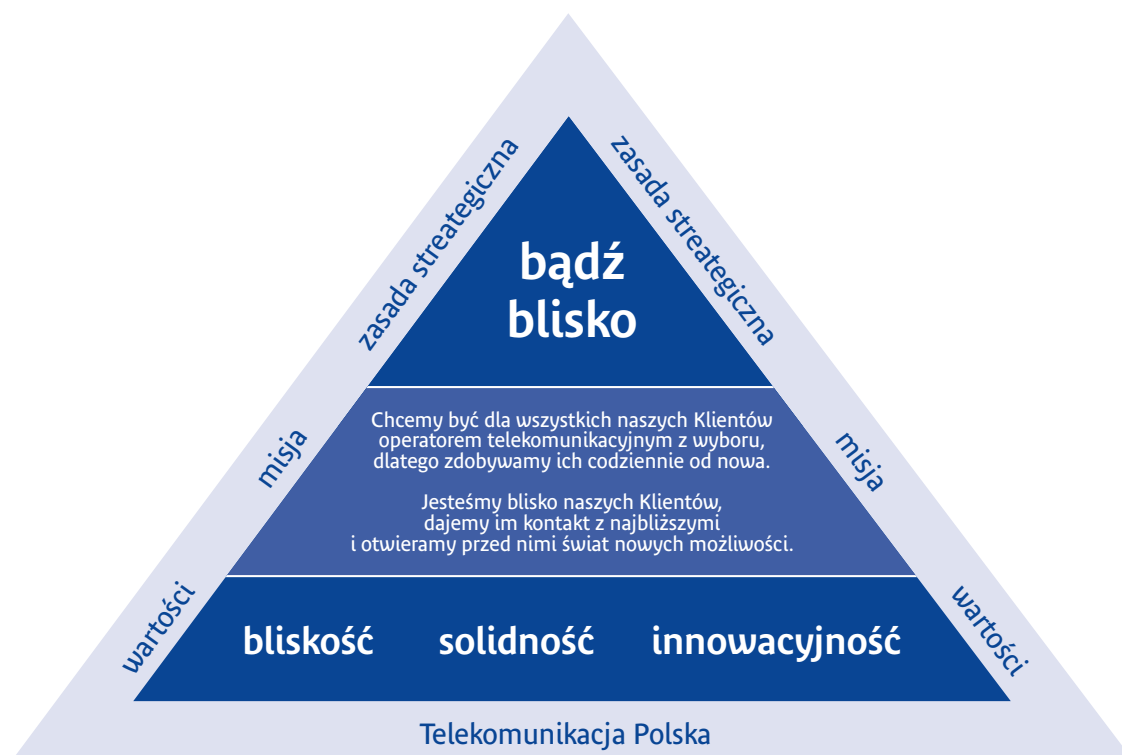 zasada streategiczna
zasada streategiczna
bądź
blisko
misja
misja
Chcemy być dla wszystkich naszych Klientów
operatorem telekomunikacyjnym z wyboru,
dlatego zdobywamy ich codziennie od nowa.
Jesteśmy blisko naszych Klientów,
dajemy im kontakt z najbliższymi
i otwieramy przed nimi świat nowych możliwości.
wartości
wartości
bliskość solidność innowacyjność
Telekomunikacja Polska